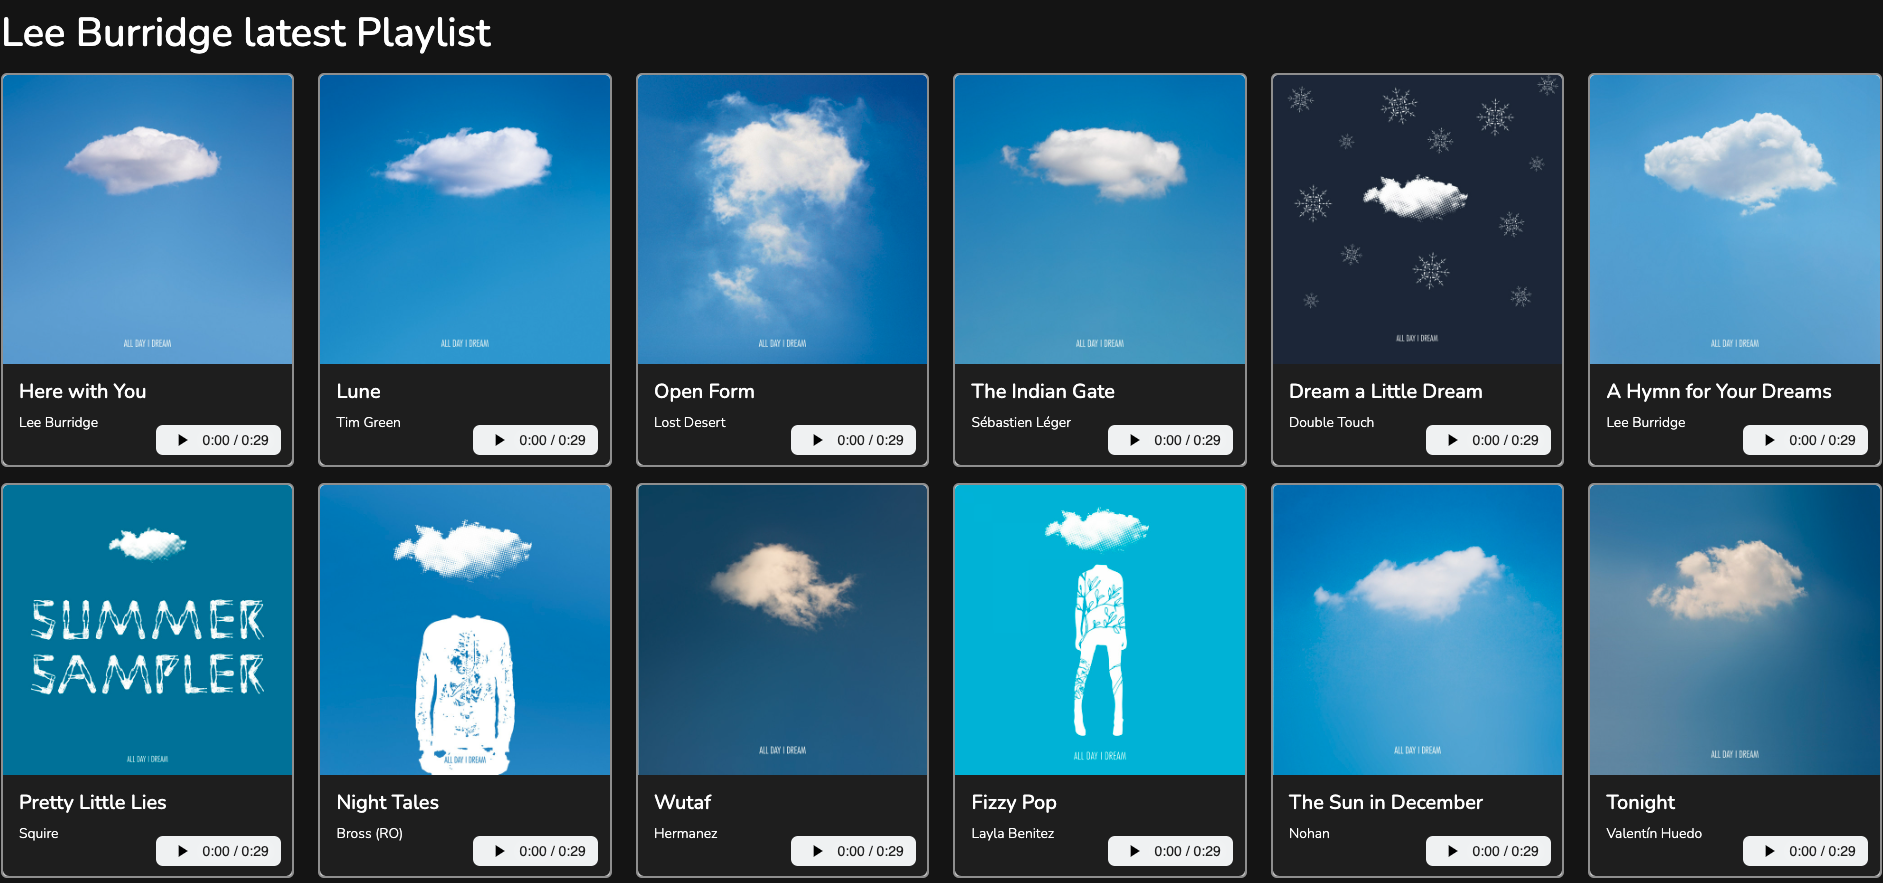 Lee Burridge latest Playlist
ALL DAY I DREAM
ALL DAY I DREAM
ALL DAY I DREAM
ALL DAY I DREAM
ALL DAY I DREAM
ALL DAY I DREAM
Here with You
Lee Burridge
0:00 / 0:29
Lune
Tim Green
0:00 / 0:29
Open Form
Lost Desert
0:00 / 0:29
The Indian Gate
Sébastien Léger
0:00 / 0:29
Dream a Little Dream
Double Touch
0:00 / 0:29
A Hymn for Your Dreams
Lee Burridge
0:00 / 0:29
SUMMER
SAMPLER
ALL DAY I DREAM
ALL DAY I DREAM
ALL DAY I DREAM
ALL DAY I DREAM
ALL DAY I DREAM
ALL DAY I DREAM
Pretty Little Lies
Squire
0:00 / 0:29
Night Tales
Bross (RO)
0:00 / 0:29
Wutaf
Hermanez
0:00 / 0:29
Fizzy Pop
Layla Benitez
0:00 / 0:29
The Sun in December
Nohan
0:00 / 0:29
Tonight
Valentín Huedo
0:00 / 0:29